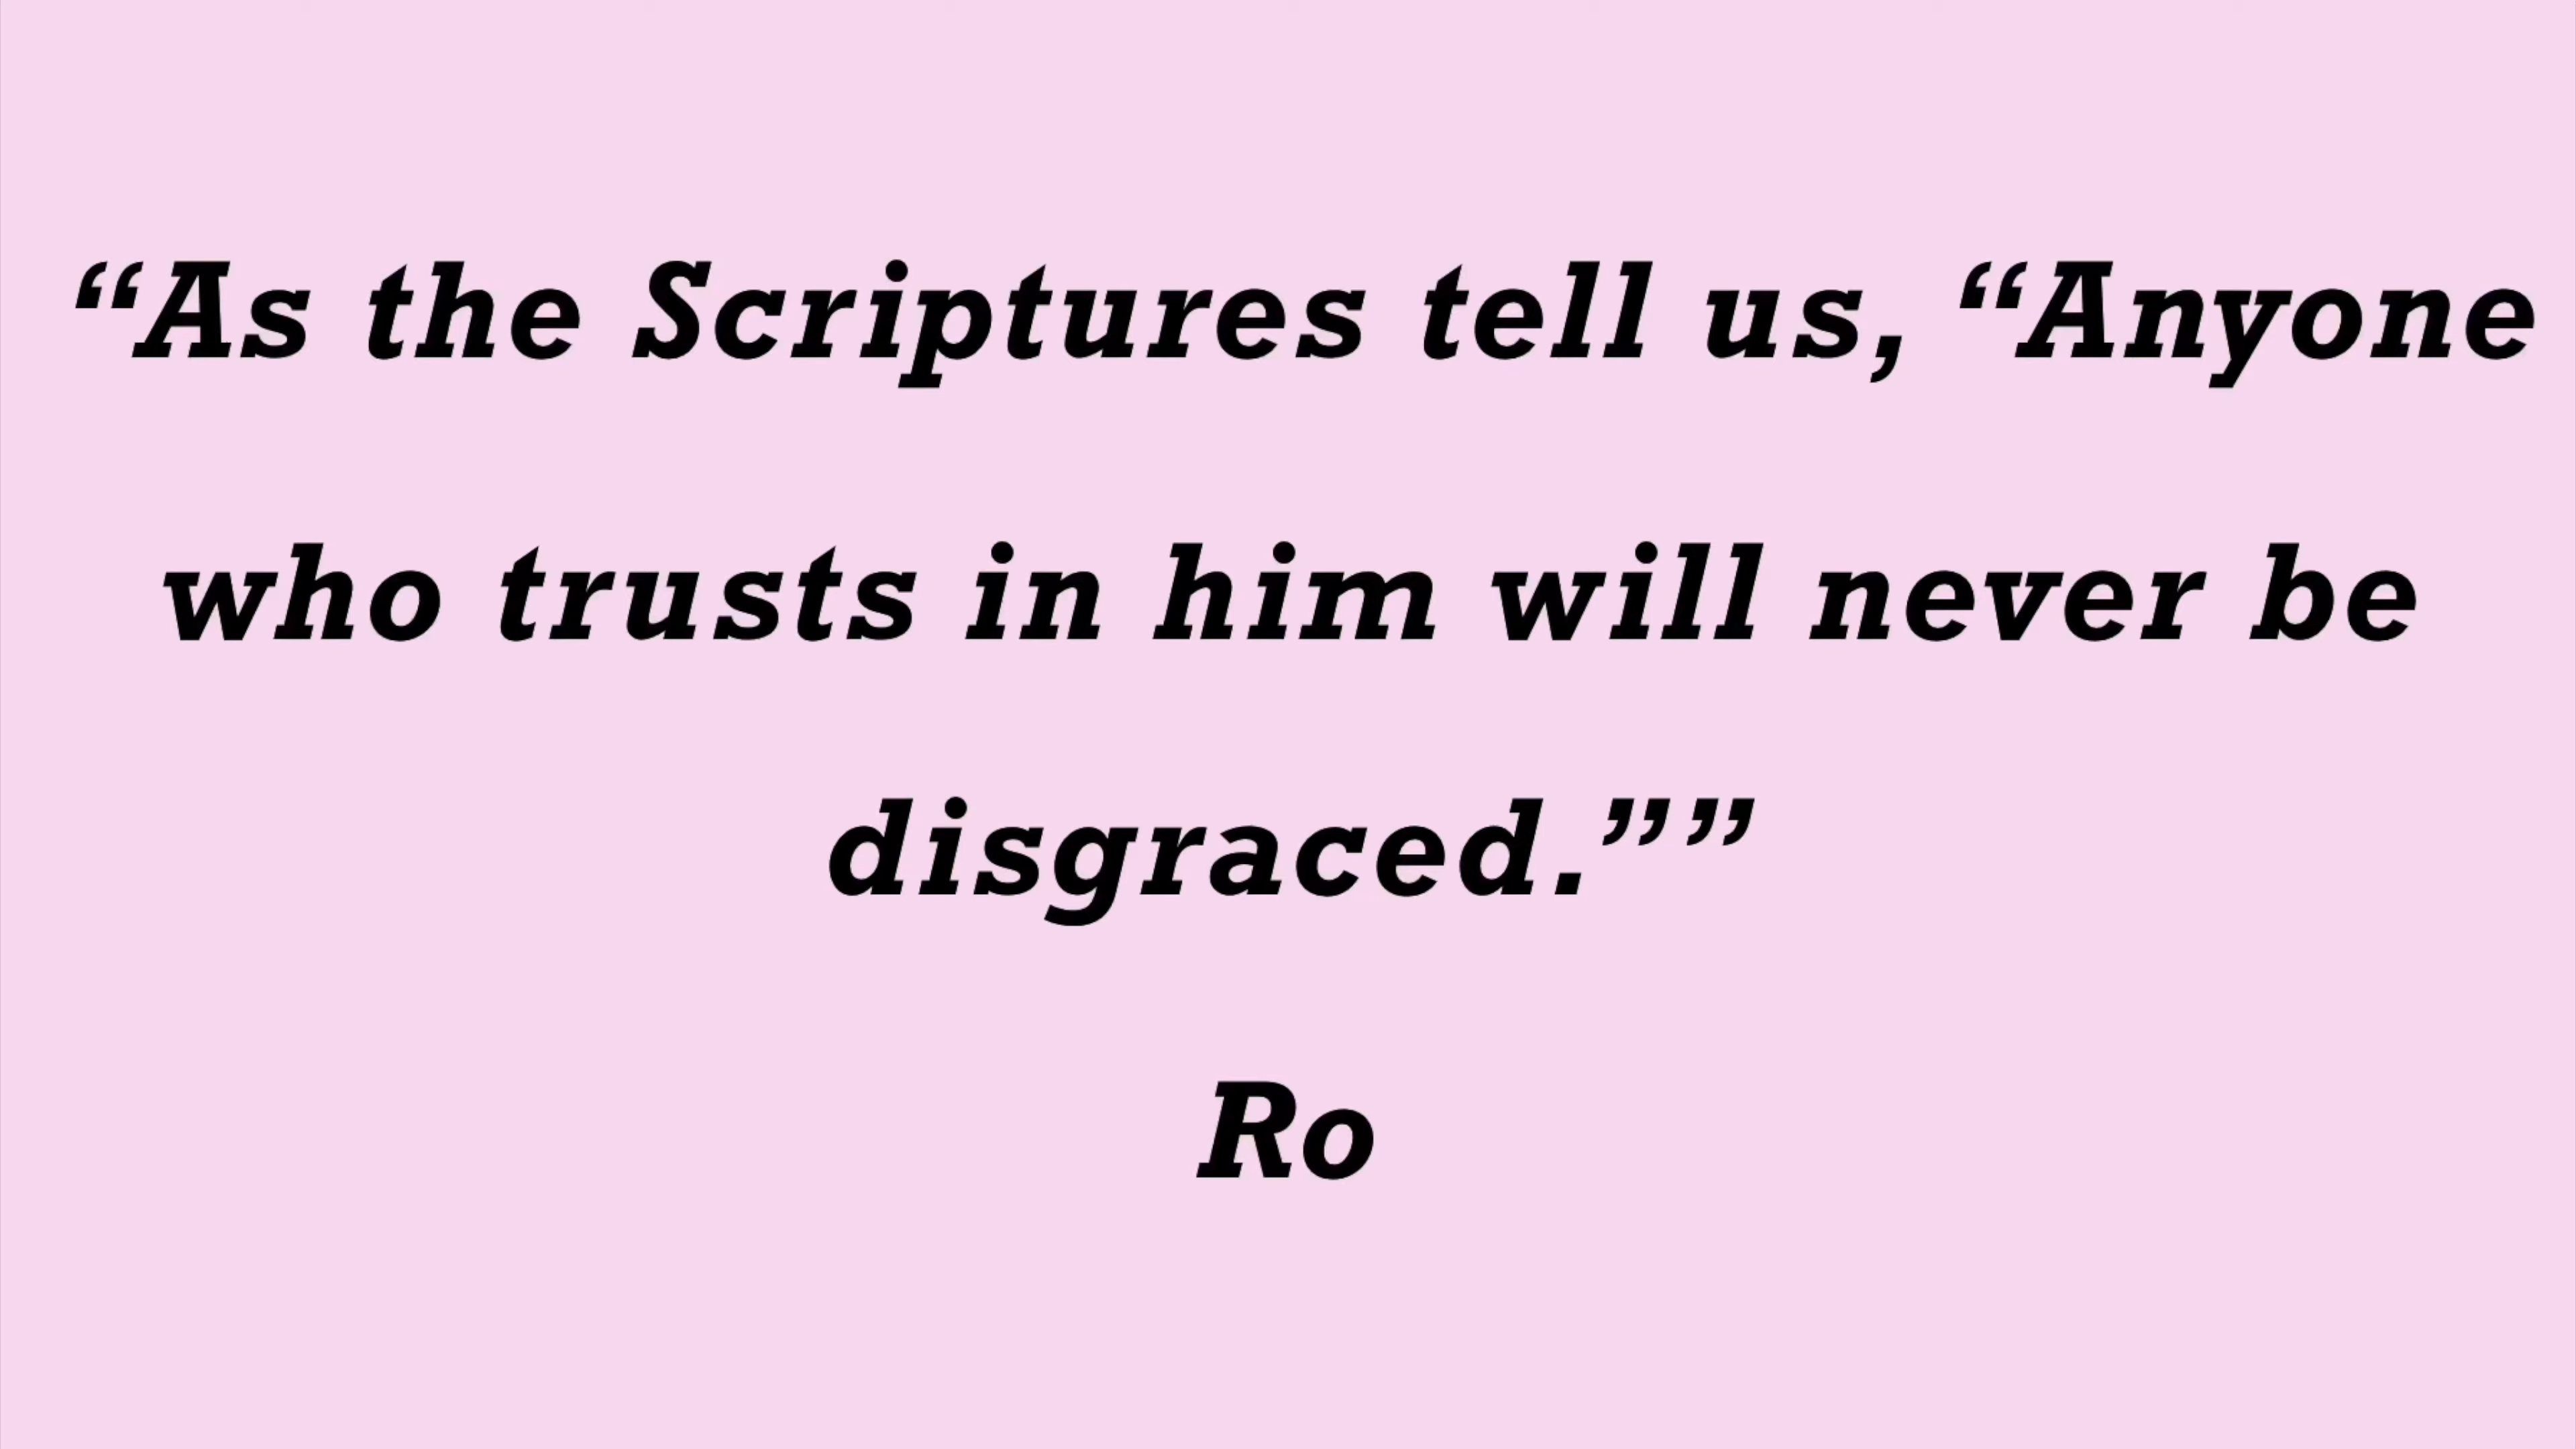 “As the Scriptures tell us, “Anyone
who trusts in him will never be
disgraced.””
Ro